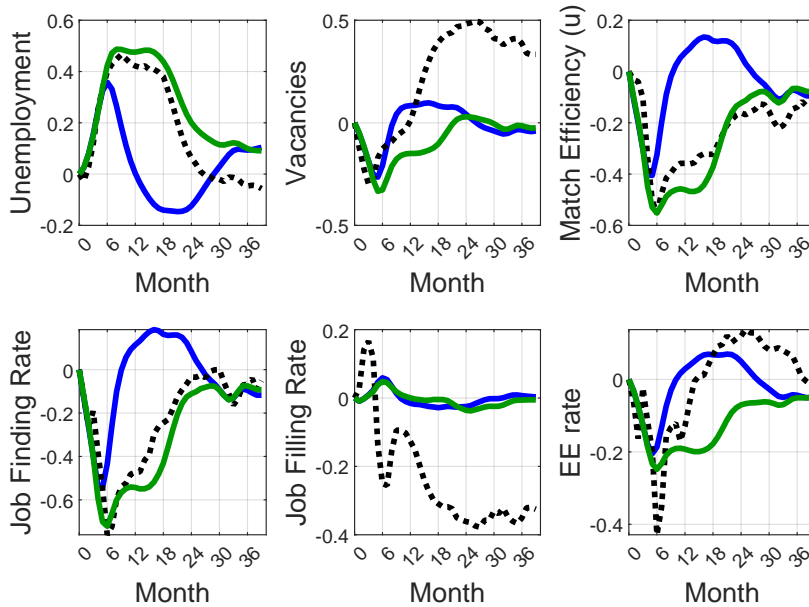 Unemployment
0.6
0.4
0.2
0
-0.2
0 6 12 18 24 30 36
Month
Vacancies
0.5
0
-0.5
0 6 12 18 24 30 36
Month
Match Efficiency (u)
0.2
0
-0.2
-0.4
-0.6
0 6 12 18 24 30 36
Month
Job Finding Rate
0
-0.2
-0.4
-0.6
0 6 12 18 24 30 36
Month
Job Filling Rate
0.2
0
-0.2
-0.4
0 6 12 18 24 30 36
Month
EE rate
0
-0.2
-0.4
0 6 12 18 24 30 36
Month